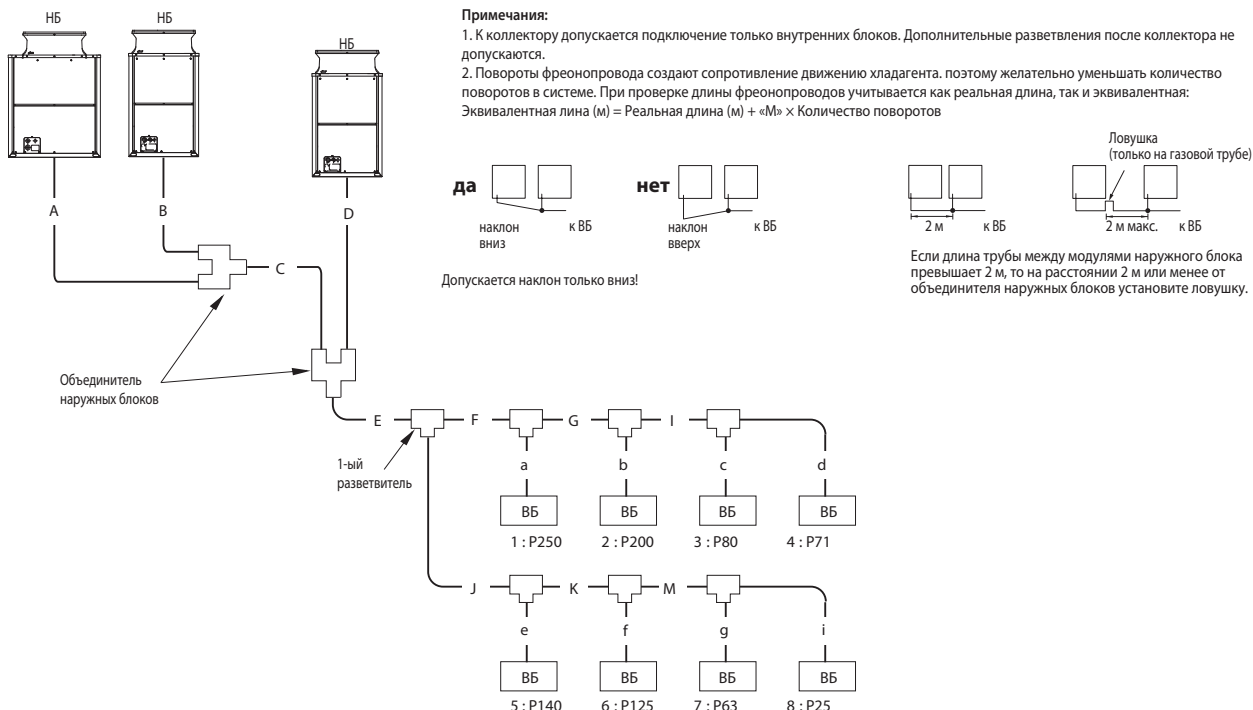 НБ
НБ
НБ
Примечания:
1. К коллектору допускается подключение только внутренних блоков. Дополнительные разветвления после коллектора не
допускаются.
2. Повороты фреонопровода создают сопротивление движению хладагента. поэтому желательно уменьшать количество
поворотов в системе. При проверке длины фреонопроводов учитывается как реальная длина, так и эквивалентная:
Эквивалентная лина (м) = Реальная длина (м) + «М» × Количество поворотов
да
наклон
вниз
к ВБ
нет
наклон
вверх
к ВБ
Допускается наклон только вниз!
2 м
к ВБ
Ловушка
(только на газовой трубе)
2 м макс.
к ВБ
Если длина трубы между модулями наружного блока
превышает 2 м, то на расстоянии 2 м или менее от
объединителя наружных блоков установите ловушку.
A
B
D
C
Объединитель
наружных блоков
E
F
G
I
1-ый
разветвитель
a
b
c
d
ВБ
ВБ
ВБ
ВБ
1 : P250
2 : P200
3 : P80
4 : P71
J
K
M
e
f
g
i
ВБ
ВБ
ВБ
ВБ
5 : P140
6 : P125
7 : P63
8 : P25